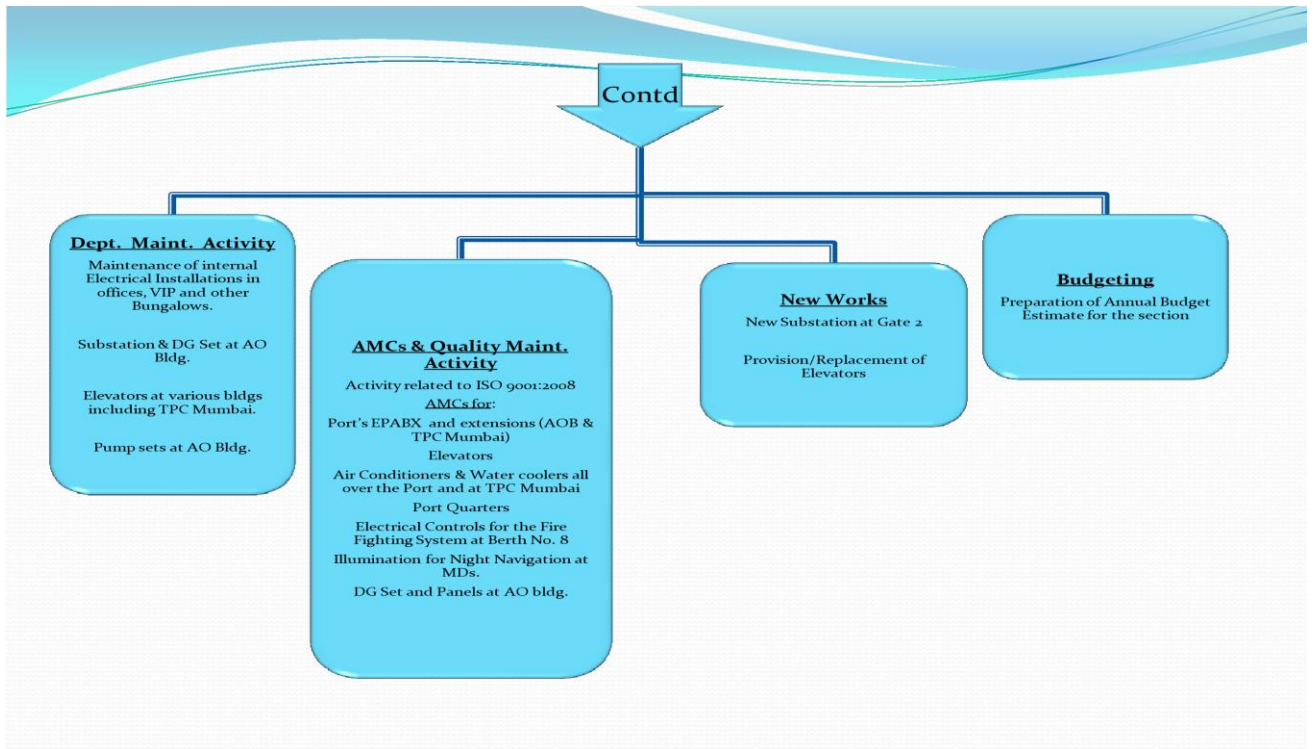 Contd
Dept. Maint. Activity
Maintenance of internal
Electrical Installations in
offices, VIP and other
Bungalows.
Substation & DG Set at AO
Bldg.
Elevators at various bldgs
including TPC Mumbai.
Pump sets at AO Bldg.
AMCs & Quality Maint.
Activity
Activity related to ISO 9001:2008
AMCs for:
Port's EPABX and extensions (AOB &
TPC Mumbai)
Elevators
Air Conditioners & Water coolers all
over the Port and at TPC Mumbai
Port Quarters
Electrical Controls for the Fire
Fighting System at Berth No. 8
Illumination for Night Navigation at
MDs.
DG Set and Panels at AO bldg.
New Works
New Substation at Gate 2
Provision/Replacement of
Elevators
Budgeting
Preparation of Annual Budget
Estimate for the section